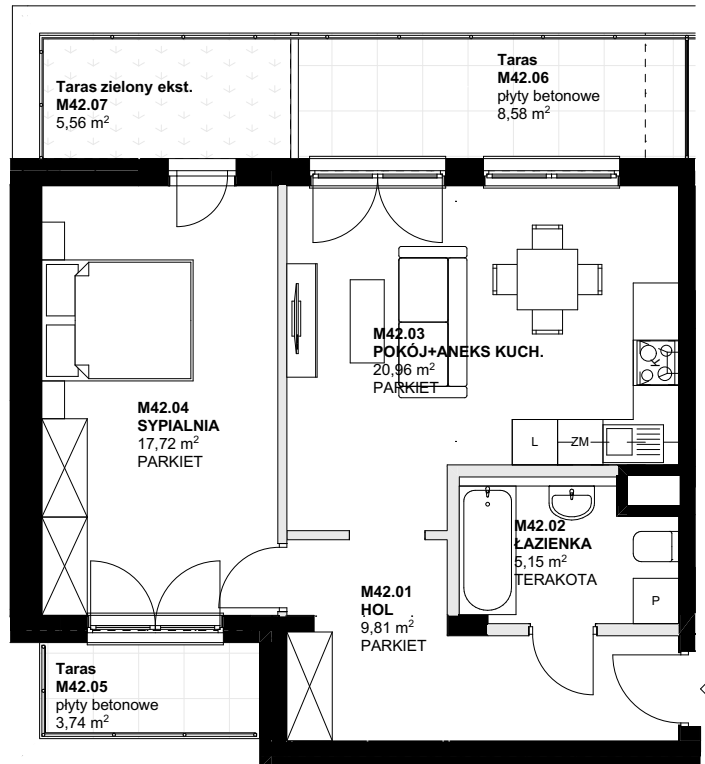 Taras zielony ekst.
M42.07
5,56 m²
Taras
M42.06
płyty betonowe
8,58 m²
M42.03
POKÓJ+ANEKS KUCH.
20,96 m²
PARKIET
K
M42.04
SYPIALNIA
17,72 m²
PARKIET
L
ZM
M42.02
ŁAZIENKA
5,15 m²
TERAKOTA
P
M42.01
HOL
9,81 m²
PARKIET
Taras
M42.05
płyty betonowe
3,74 m²